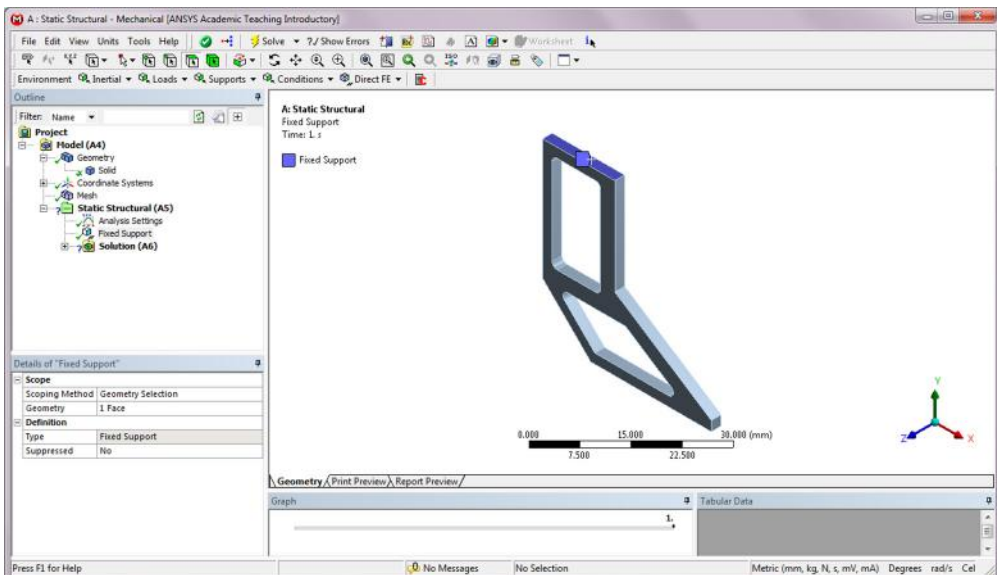 A : Static Structural - Mechanical [ANSYS Academic Teaching Introductory]
File Edit View Units Tools Help Solve ?/ Show Errors Worksheet
Environment Inertial Loads Supports Conditions Direct FE
Outline
Filter: Name
Project
Model (A4)
Geometry
Solid
Coordinate Systems
Mesh
Static Structural (A5)
Analysis Settings
Fixed Support
Solution (A6)
A: Static Structural
Fixed Support
Time: 1. s
Fixed Support
Y
Z
X
0.000 15.000 30.000 (mm)
7.500 22.500
Details of "Fixed Support"
Scope
Scoping Method Geometry Selection
Geometry 1 Face
Definition
Type Fixed Support
Suppressed No
Geometry Print Preview Report Preview
Graph
1.
Tabular Data
Press F1 for Help
0 No Messages
No Selection
Metric (mm, kg, N, s, mV, mA) Degrees rad/s Cel